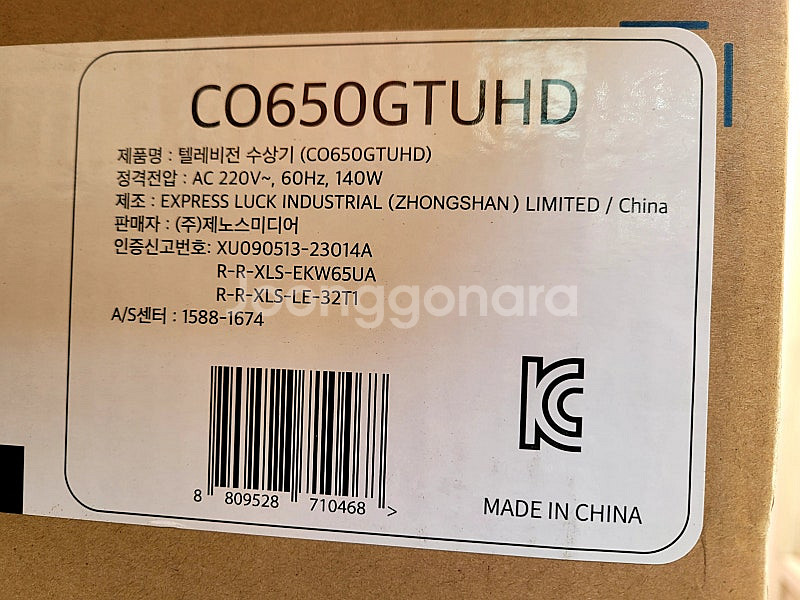 CO650GTUHD
제품명 : 텔레비전 수상기 (CO650GTUHD)
정격전압 : AC 220V~, 60Hz, 140W
제조 : EXPRESS LUCK INDUSTRIAL (ZHONGSHAN) LIMITED / China
판매자 : (주)제노스미디어
인증신고번호: XU090513-23014A
R-R-XLS-EKW65UA
R-R-XLS-LE-32T1
Joonggonara
A/S센터 : 1588-1674
8 809528 710468 >
MADE IN CHINA